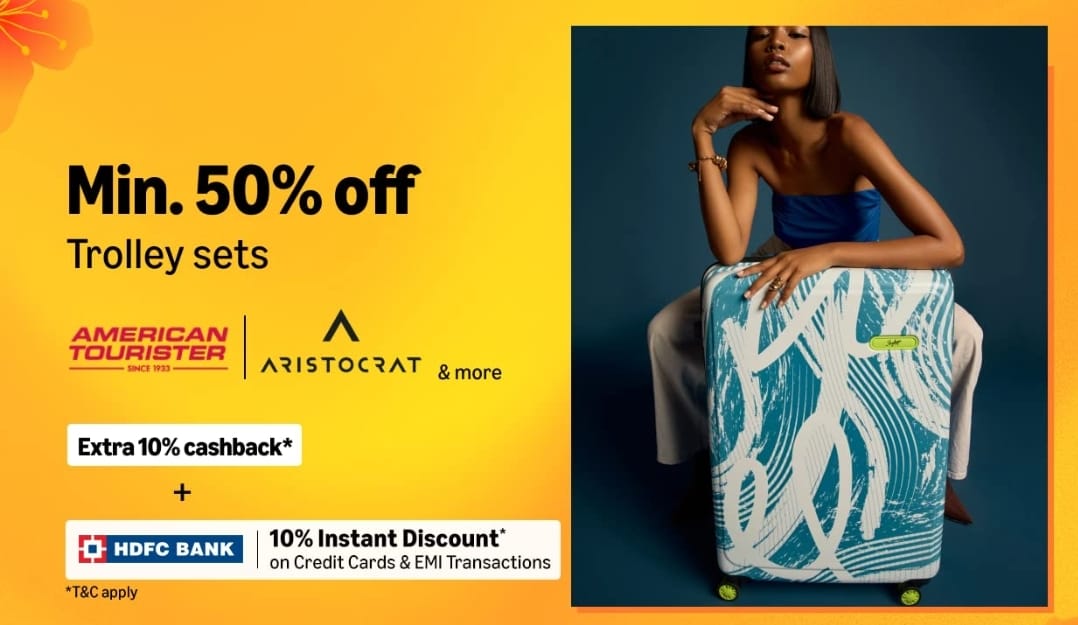 Min. 50% off
Trolley sets
AMERICAN
TOURISTER
SINCE 1933
ARISTOCRAT
& more
Extra 10% cashback*
+
HDFC BANK
10% Instant Discount*
on Credit Cards & EMI Transactions
*T&C apply